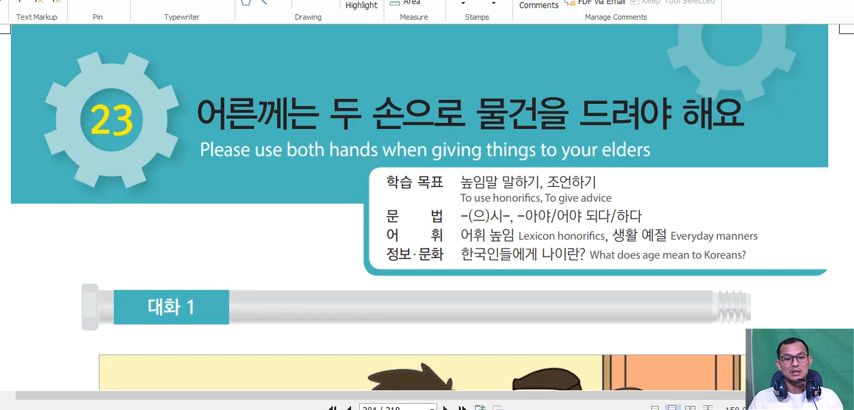 Highlight
Area
Comments
PDF via Email
Keep Tool Selected
Text Markup
Pin
Typewriter
Drawing
Measure
Stamps
Manage Comments
23
어른께는 두 손으로 물건을 드려야 해요
Please use both hands when giving things to your elders
학습 목표 높임말 말하기, 조언하기
To use honorifics, To give advice
문 법 -(으)시-, -아야/어야 되다/하다
어 휘 어휘 높임 Lexicon honorifics, 생활 예절 Everyday manners
정보·문화 한국인들에게 나이란? What does age mean to Koreans?
대화 1